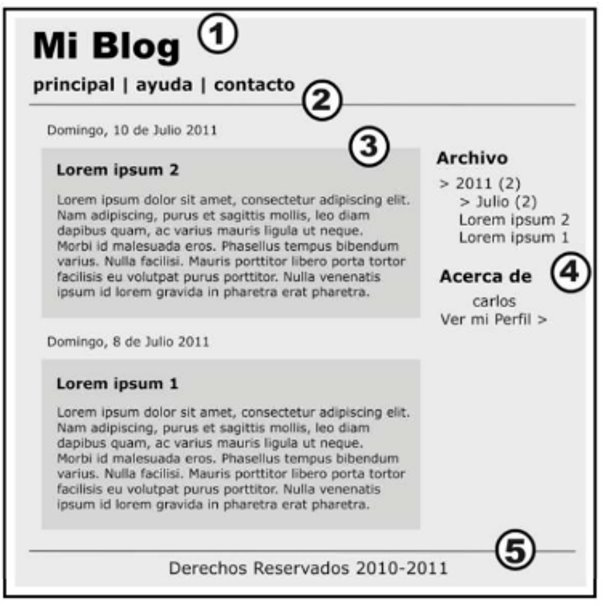 Mi Blog
1
principal | ayuda | contacto
2
Domingo, 10 de Julio 2011
3
Lorem ipsum 2
Lorem ipsum dolor sit amet, consectetur adipiscing elit.
Nam adipiscing, purus et sagittis mollis, leo diam
dapibus quam, ac varius mauris ligula ut neque.
Morbi id malesuada eros. Phasellus tempus bibendum
varius. Nulla facilisi. Mauris porttitor libero porta tortor
facilisis eu volutpat purus porttitor. Nulla venenatis
ipsum id lorem gravida in pharetra erat pharetra.
Domingo, 8 de Julio 2011
Lorem ipsum 1
Lorem ipsum dolor sit amet, consectetur adipiscing elit.
Nam adipiscing, purus et sagittis mollis, leo diam
dapibus quam, ac varius mauris ligula ut neque.
Morbi id malesuada eros. Phasellus tempus bibendum
varius. Nulla facilisi. Mauris porttitor libero porta tortor
facilisis eu volutpat purus porttitor. Nulla venenatis
ipsum id lorem gravida in pharetra erat pharetra.
Archivo
> 2011 (2)
> Julio (2)
Lorem ipsum 2
Lorem ipsum 1
Acerca de
4
carlos
Ver mi Perfil >
5
Derechos Reservados 2010-2011